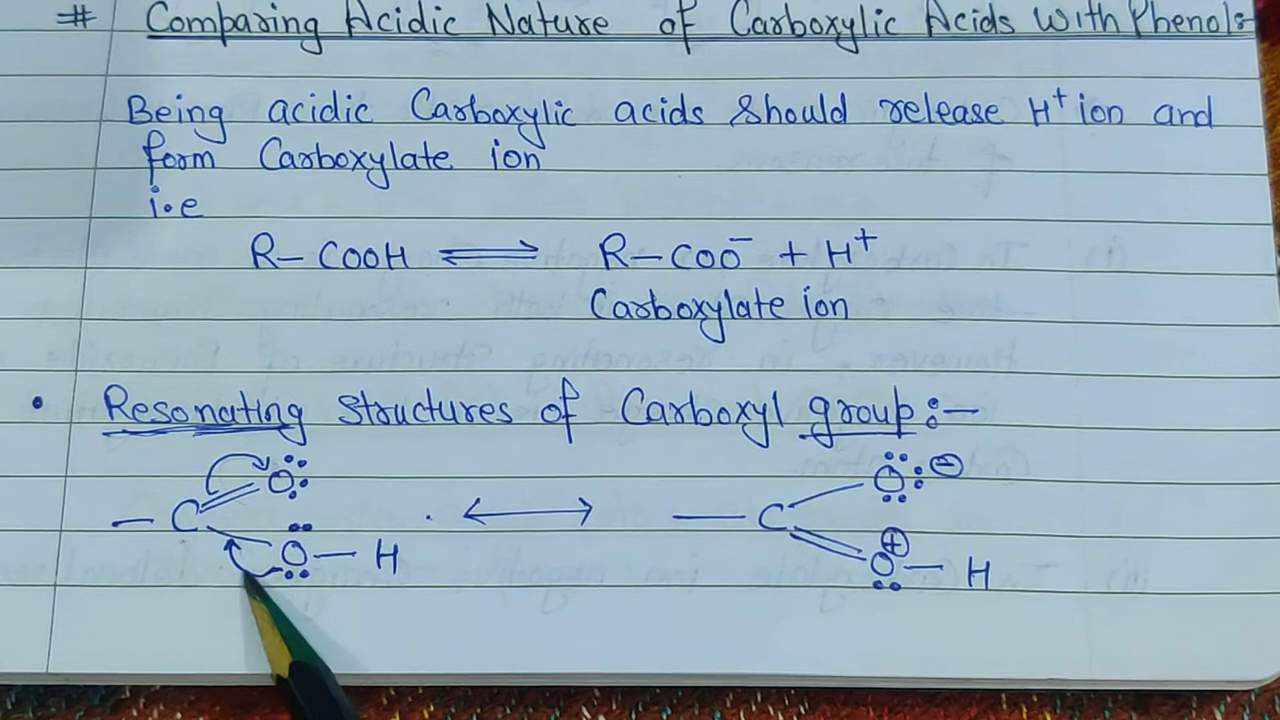 # Comparing Acidic Nature of Carboxylic Acids With Phenols
Being acidic Carboxylic acids should release H⁺ ion and
form Carboxylate ion
i.e
R– COOH ⇌ R–COO⁻ + H⁺
Carboxylate ion
• Resonating structures of Carboxyl group:–
O O ⊖
– C ⟷ — C
O – H O ⊕ – H